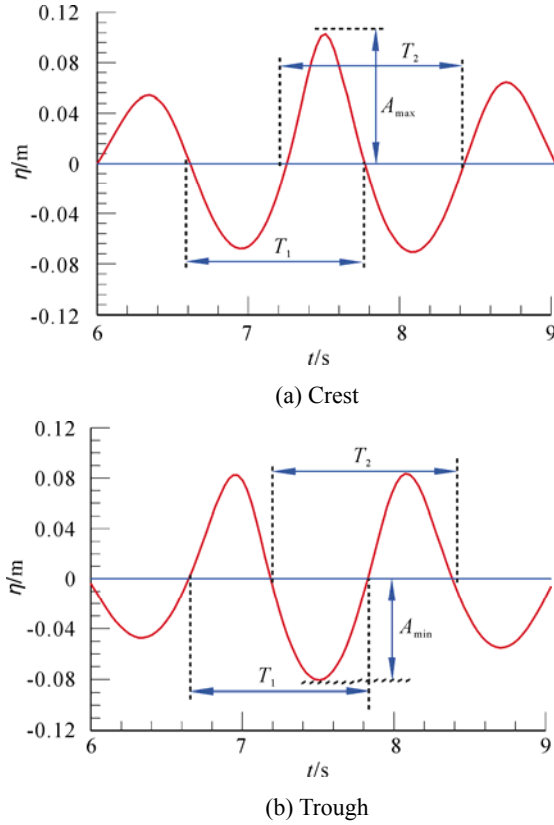 0.12
0.08
0.04
0
-0.04
-0.08
-0.12
η/m
T₂
A_max
T₁
6 7 8 9
t/s
(a) Crest
0.12
0.08
0.04
0
-0.04
-0.08
-0.12
η/m
T₂
A_min
T₁
6 7 8 9
t/s
(b) Trough